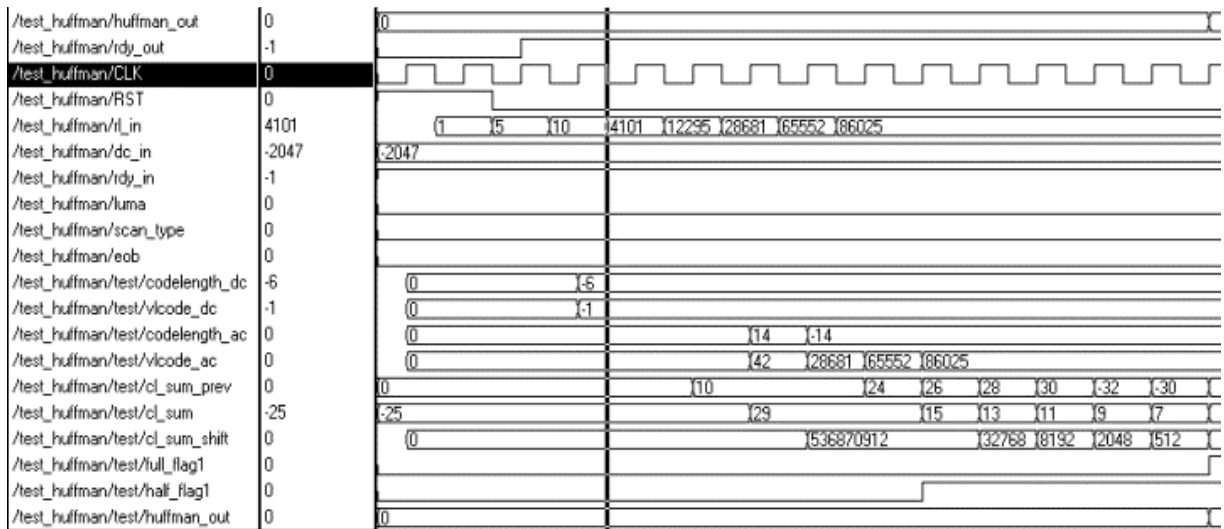 /test_huffman/huffman_out 0 0
/test_huffman/rdy_out -1
/test_huffman/CLK 0
/test_huffman/RST 0
/test_huffman/rl_in 4101 1 5 10 4101 12295 28681 65552 86025
/test_huffman/dc_in -2047 -2047
/test_huffman/rdy_in -1
/test_huffman/luma 0
/test_huffman/scan_type 0
/test_huffman/eob 0
/test_huffman/test/codelength_dc -6 0 -6
/test_huffman/test/vlcode_dc -1 0 -1
/test_huffman/test/codelength_ac 0 0 14 -14
/test_huffman/test/vlcode_ac 0 0 42 28681 65552 86025
/test_huffman/test/cl_sum_prev 0 0 10 24 26 28 30 -32 -30
/test_huffman/test/cl_sum -25 -25 29 15 13 11 9 7
/test_huffman/test/cl_sum_shift 0 0 536870912 32768 8192 2048 512
/test_huffman/test/full_flag1 0
/test_huffman/test/half_flag1 0
/test_huffman/test/huffman_out 0 0